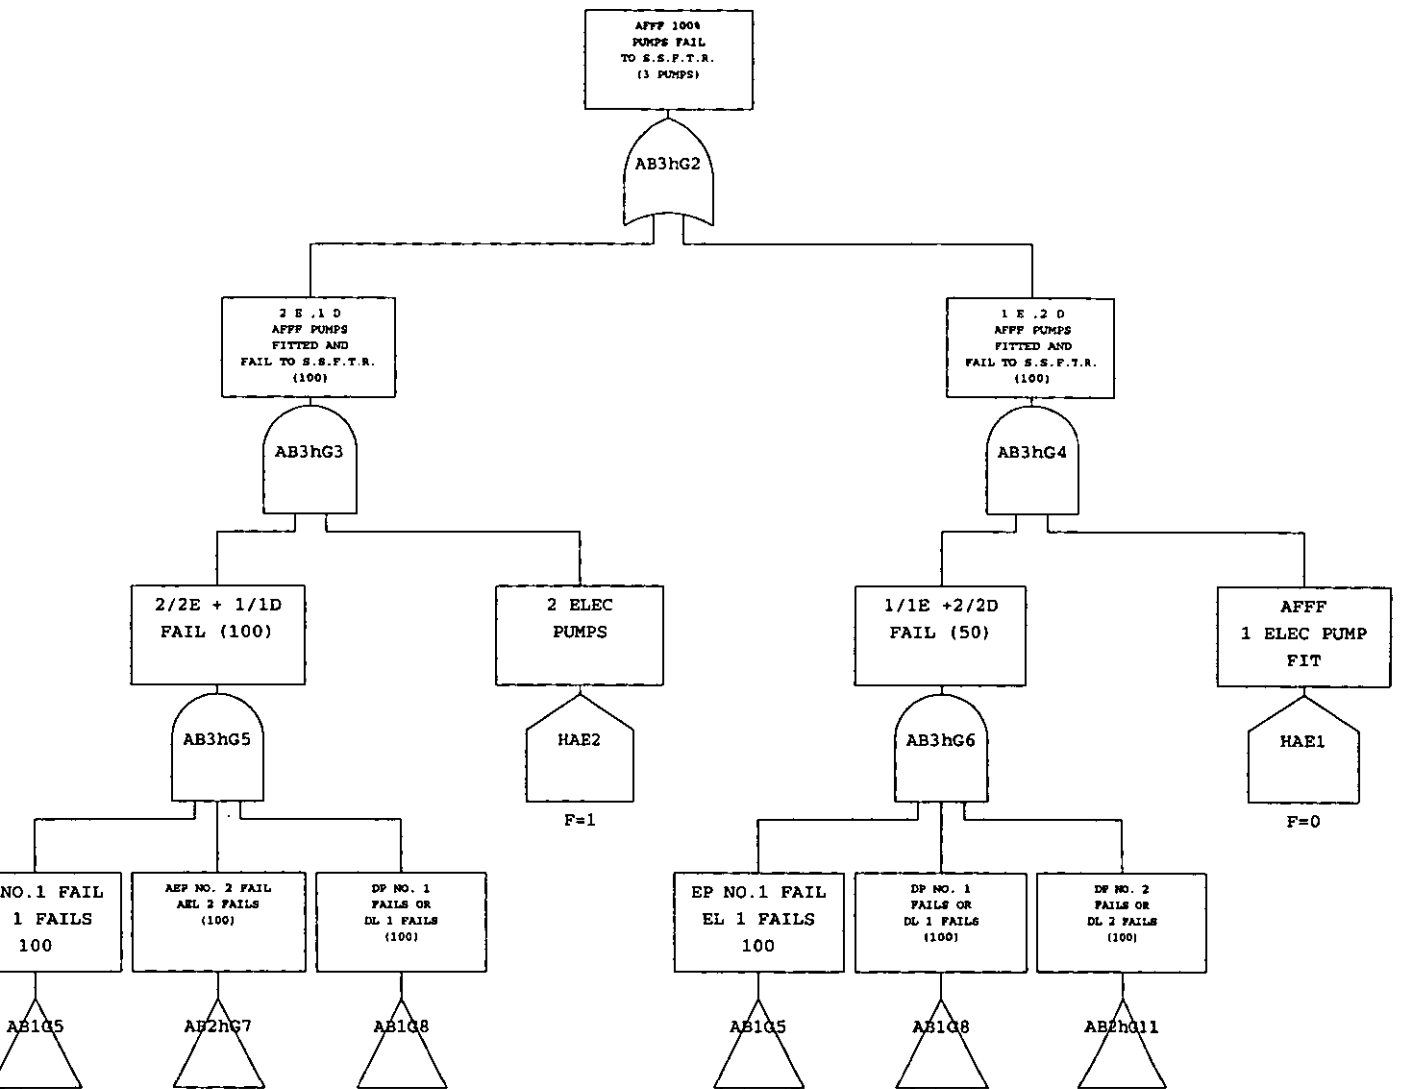 AFFF 100%
PUMPS FAIL
TO S.S.F.T.R.
(3 PUMPS)
AB3hG2
2 E ,1 D
AFFF PUMPS
FITTED AND
FAIL TO S.S.F.T.R.
(100)
1 E ,2 D
AFFF PUMPS
FITTED AND
FAIL TO S.S.F.T.R.
(100)
AB3hG3
AB3hG4
2/2E + 1/1D
FAIL (100)
2 ELEC
PUMPS
1/1E +2/2D
FAIL (50)
AFFF
1 ELEC PUMP
FIT
AB3hG5
HAE2
AB3hG6
HAE1
F=1
F=0
NO.1 FAIL
1 FAILS
100
AEP NO. 2 FAIL
AEL 2 FAILS
(100)
DP NO. 1
FAILS OR
DL 1 FAILS
(100)
EP NO.1 FAIL
EL 1 FAILS
100
DP NO. 1
FAILS OR
DL 1 FAILS
(100)
DP NO. 2
FAILS OR
DL 2 FAILS
(100)
AB1G5
AB2hG7
AB1G8
AB1G5
AB1G8
AB2hG11